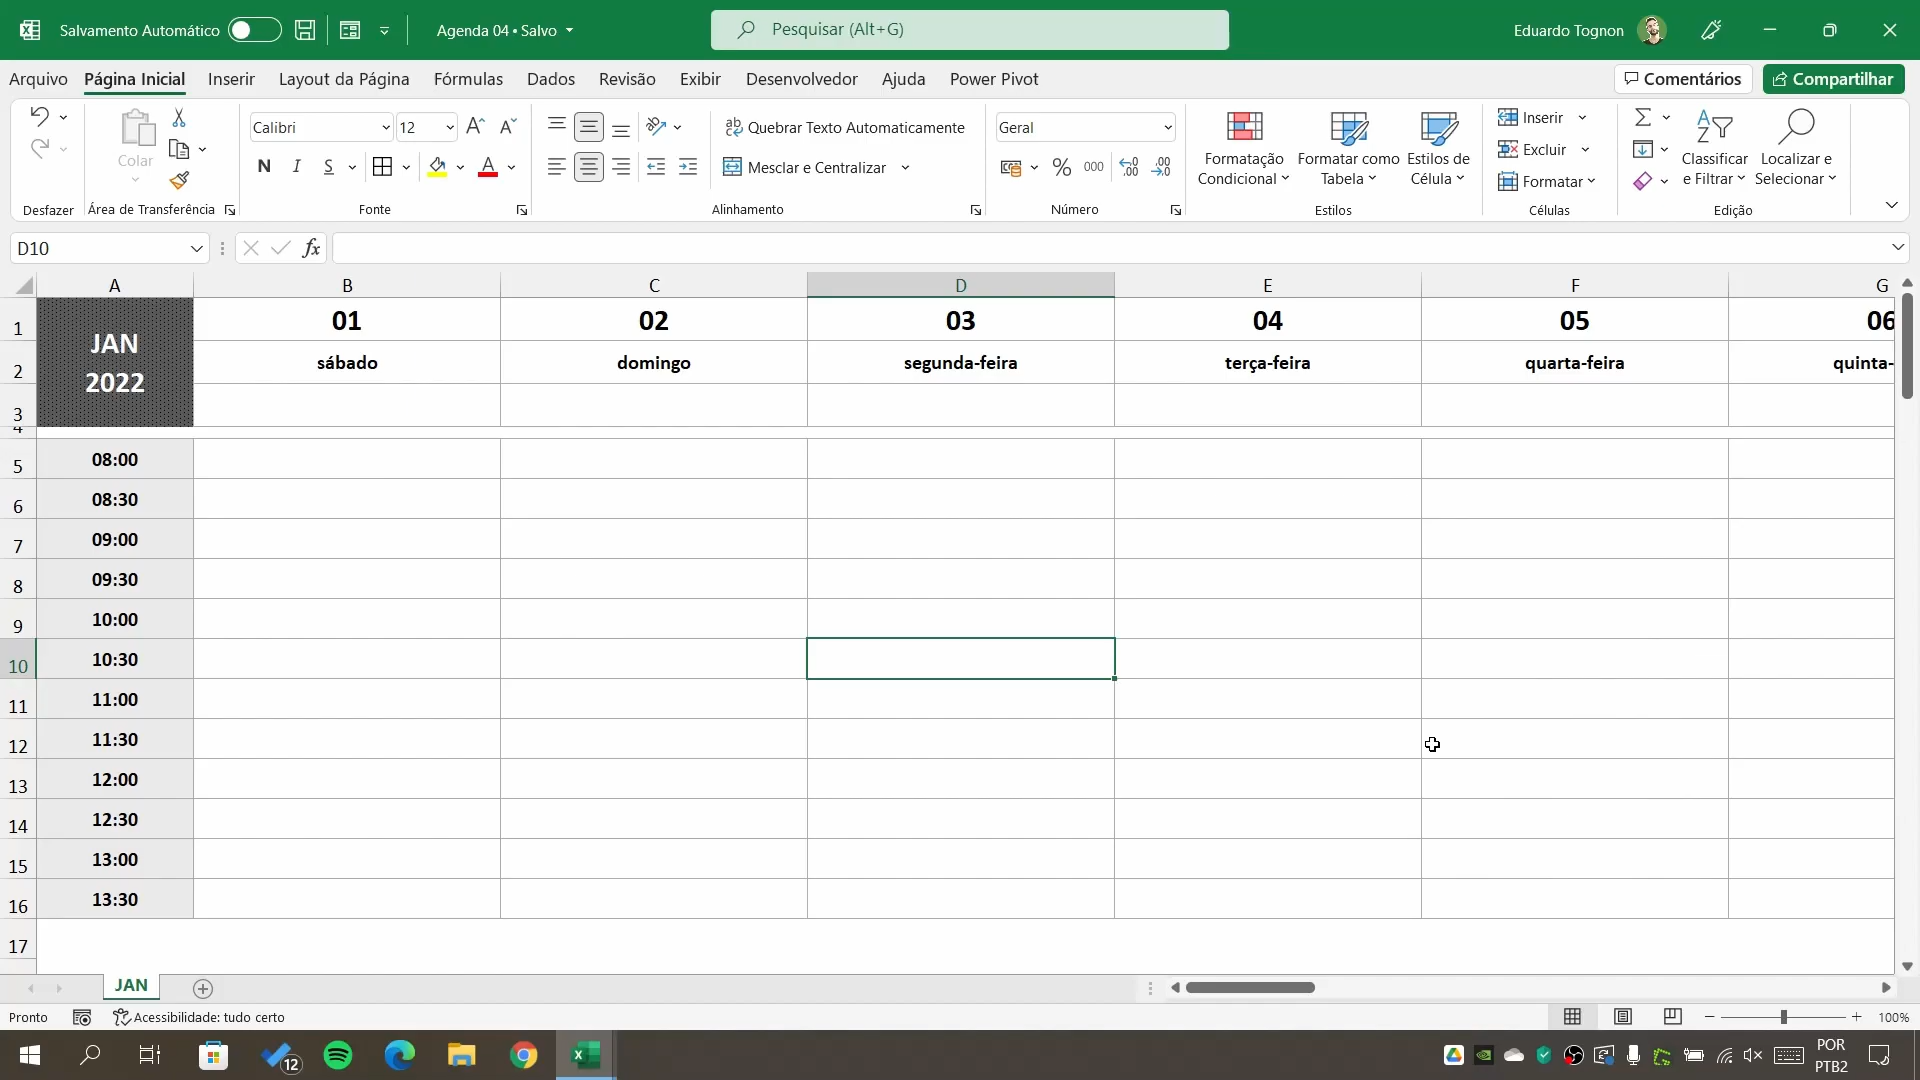 Salvamento Automático
Agenda 04 • Salvo
Pesquisar (Alt+G)
Eduardo Tognon
Arquivo Página Inicial Inserir Layout da Página Fórmulas Dados Revisão Exibir Desenvolvedor Ajuda Power Pivot
Comentários
Compartilhar
Colar
Calibri
12
Quebrar Texto Automaticamente
Geral
N I S A
Mesclar e Centralizar
% 000
Formatação Condicional
Formatar como Tabela
Estilos de Célula
Inserir
Excluir
Formatar
Classificar e Filtrar
Localizar e Selecionar
Desfazer
Área de Transferência
Fonte
Alinhamento
Número
Estilos
Células
Edição
D10
fx
A B C D E F G
1 01 02 03 04 05 06
JAN
2022
2 sábado domingo segunda-feira terça-feira quarta-feira quinta-
3
4
5 08:00
6 08:30
7 09:00
8 09:30
9 10:00
10 10:30
11 11:00
12 11:30
13 12:00
14 12:30
15 13:00
16 13:30
17
JAN
Pronto
Acessibilidade: tudo certo
100%
12
POR
PTB2